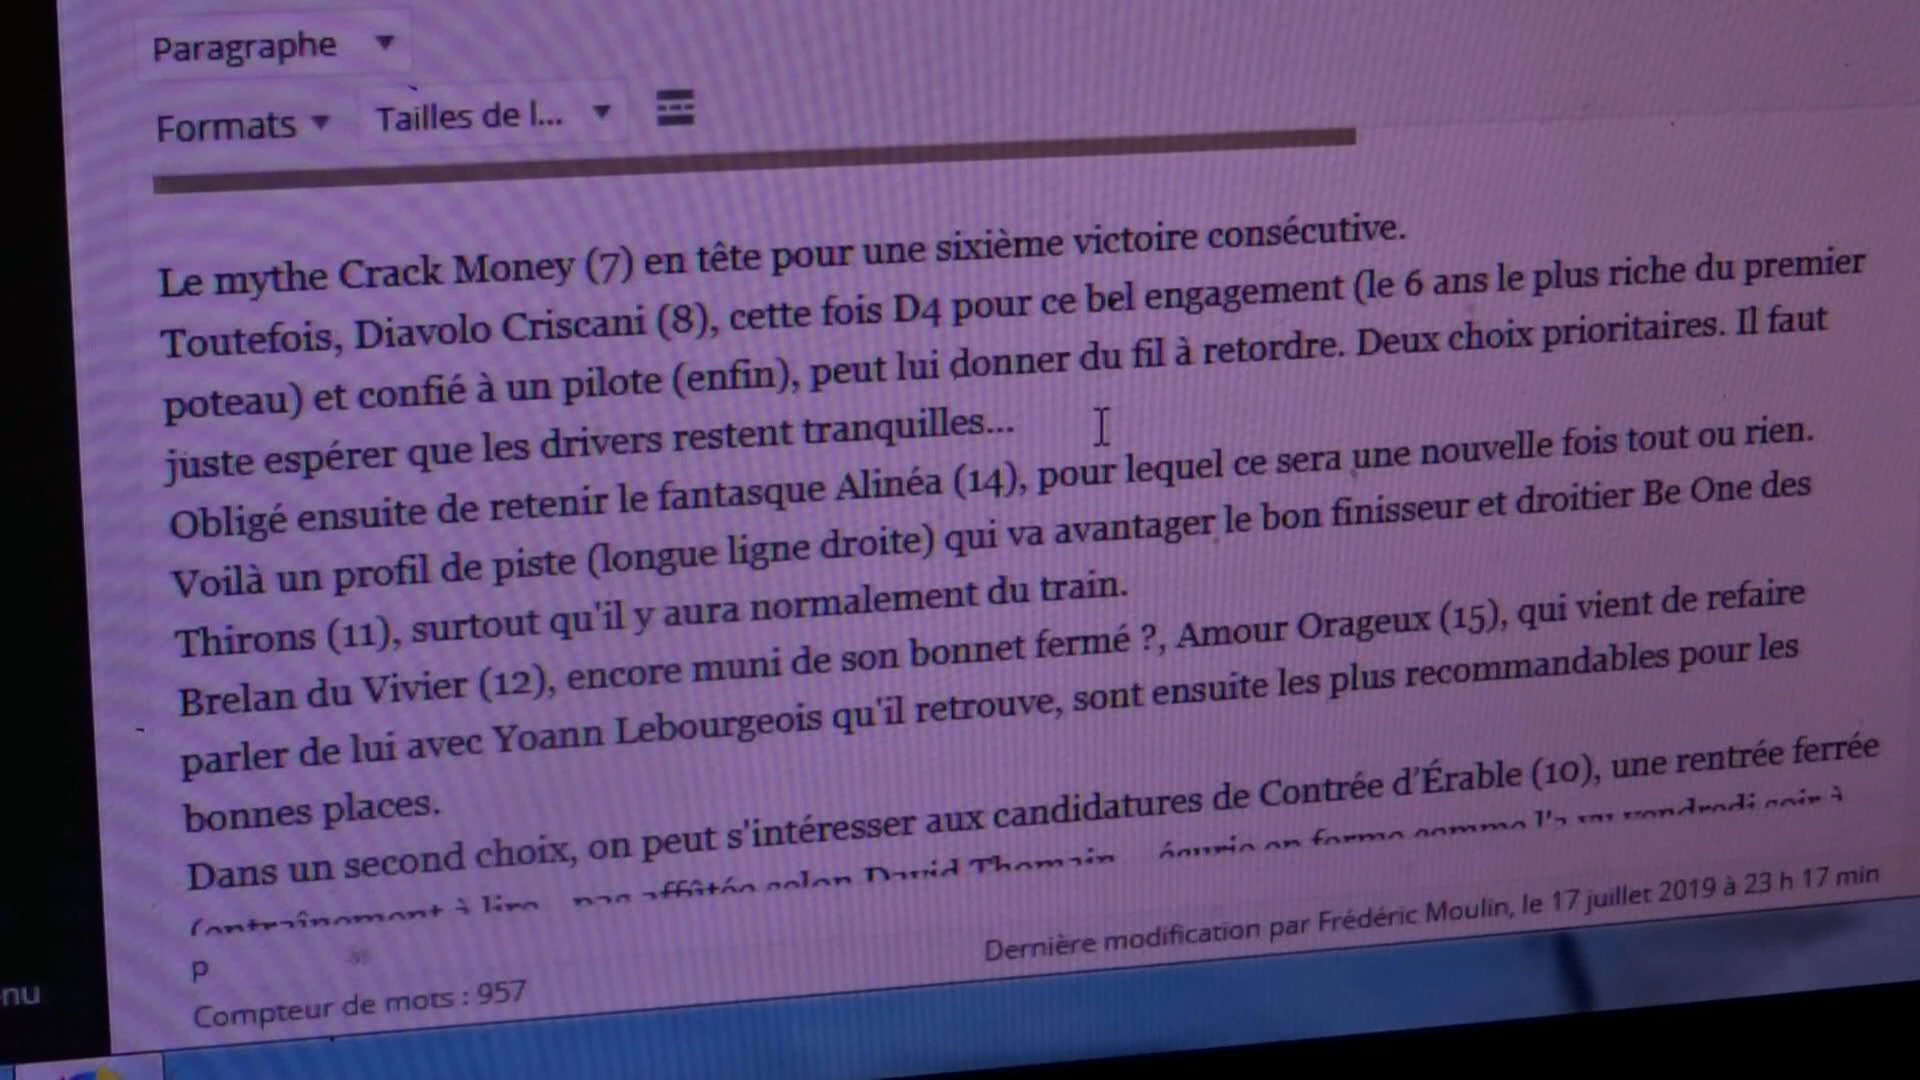 Paragraphe
Formats
Tailles de l...
Le mythe Crack Money (7) en tête pour une sixième victoire consécutive.
Toutefois, Diavolo Criscani (8), cette fois D4 pour ce bel engagement (le 6 ans le plus riche du premier
poteau) et confié à un pilote (enfin), peut lui donner du fil à retordre. Deux choix prioritaires. Il faut
juste espérer que les drivers restent tranquilles...
Obligé ensuite de retenir le fantasque Alinéa (14), pour lequel ce sera une nouvelle fois tout ou rien.
Voilà un profil de piste (longue ligne droite) qui va avantager le bon finisseur et droitier Be One des
Thirons (11), surtout qu'il y aura normalement du train.
Brelan du Vivier (12), encore muni de son bonnet fermé ?, Amour Orageux (15), qui vient de refaire
parler de lui avec Yoann Lebourgeois qu'il retrouve, sont ensuite les plus recommandables pour les
bonnes places.
Dans un second choix, on peut s'intéresser aux candidatures de Contrée d'Érable (10), une rentrée ferrée
(entraînement à lire, pas affûtée selon David Thomain
P
Dernière modification par Frédéric Moulin, le 17 juillet 2019 à 23 h 17 min
Compteur de mots : 957
nu